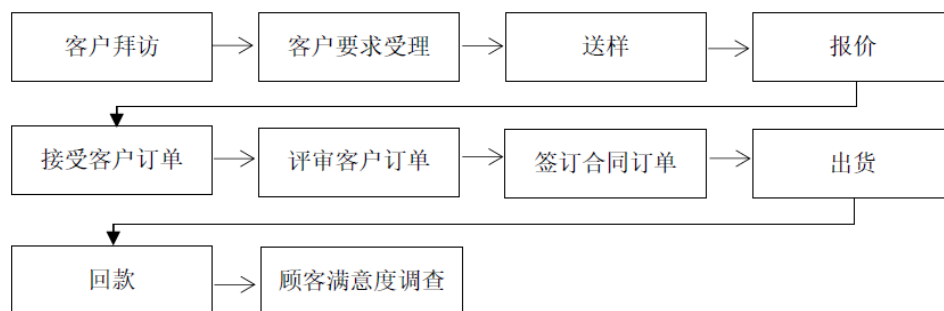 客户拜访
客户要求受理
送样
报价
接受客户订单
评审客户订单
签订合同订单
出货
回款
顾客满意度调查